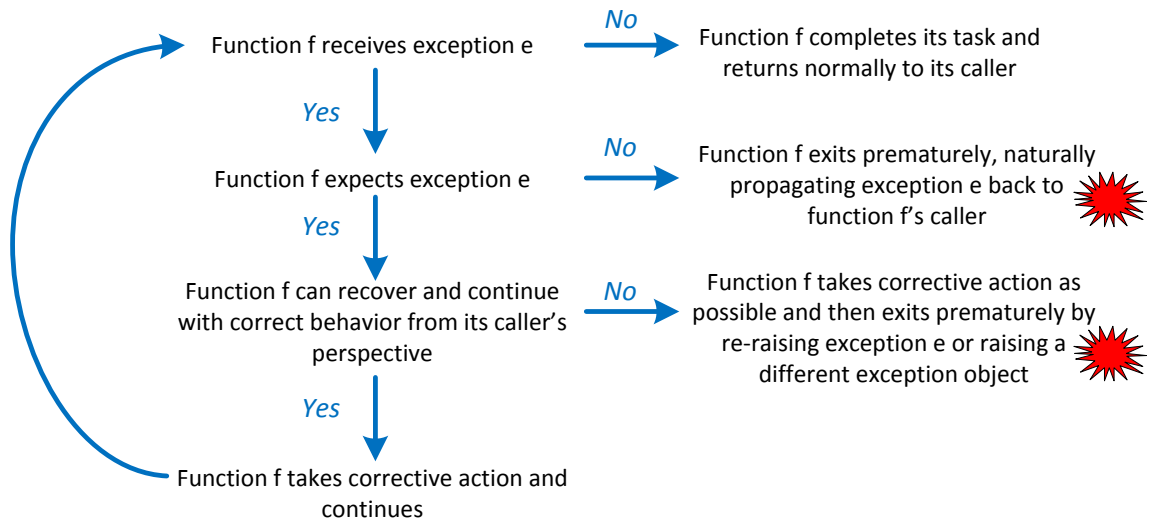 Function f receives exception e
No
Function f completes its task and
returns normally to its caller
Yes
Function f expects exception e
No
Function f exits prematurely, naturally
propagating exception e back to
function f’s caller
Yes
Function f can recover and continue
with correct behavior from its caller’s
perspective
No
Function f takes corrective action as
possible and then exits prematurely by
re-raising exception e or raising a
different exception object
Yes
Function f takes corrective action and
continues